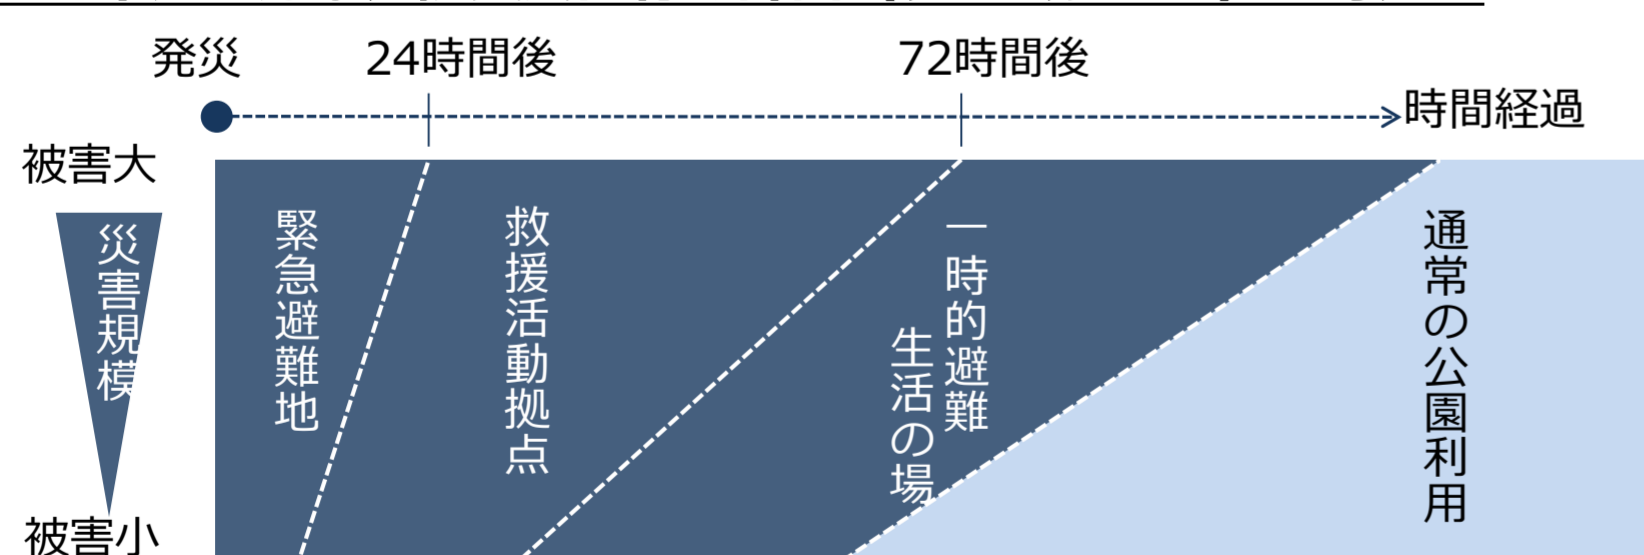 発災
24時間後
72時間後
時間経過
被害大
災害規模
被害小
緊急避難地
救援活動拠点
一時的避難
生活の場
通常の公園利用